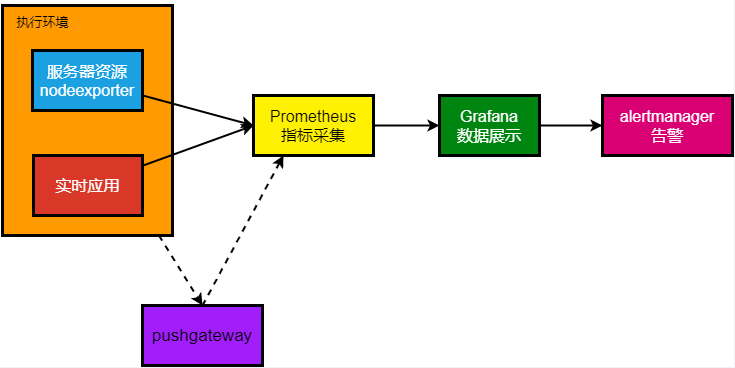 执行环境
服务器资源
nodeexporter
实时应用
Prometheus
指标采集
Grafana
数据展示
alertmanager
告警
pushgateway